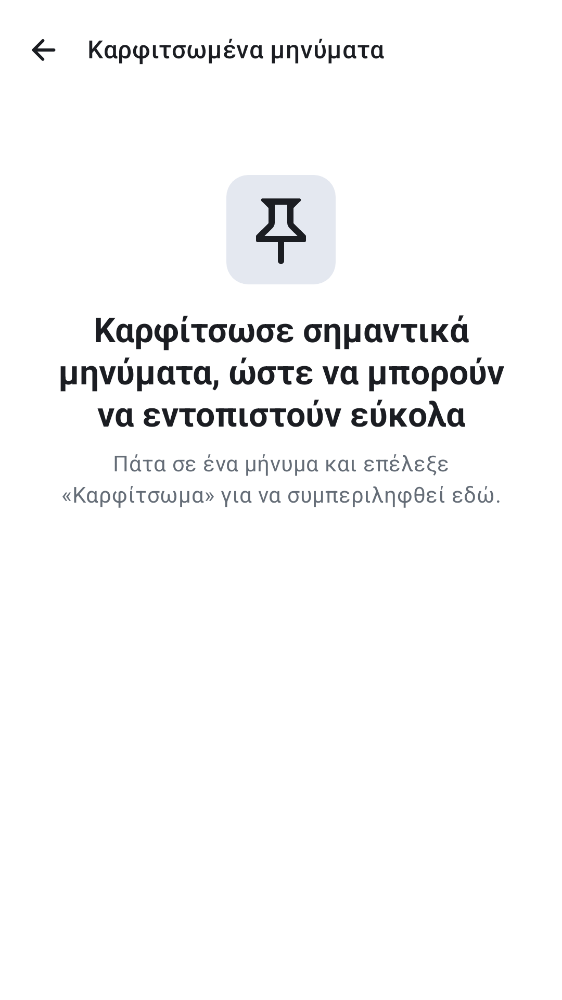 Καρφιτσωμένα μηνύματα
Καρφίτσωσε σημαντικά
μηνύματα, ώστε να μπορούν
να εντοπιστούν εύκολα
Πάτα σε ένα μήνυμα και επέλεξε
«Καρφίτσωμα» για να συμπεριληφθεί εδώ.